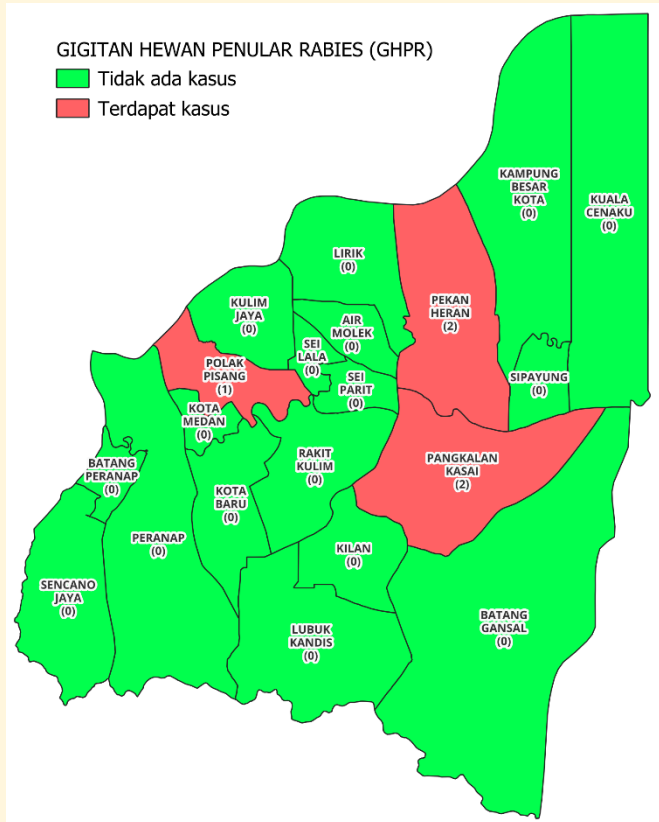 GIGITAN HEWAN PENULAR RABIES (GHPR)
Tidak ada kasus
Terdapat kasus
KAMPUNG
BESAR
KOTA
(0)
KUALA
CENAKU
(0)
LIRIK
(0)
PEKAN
HERAN
(2)
KULIM
JAYA
(0)
AIR
MOLEK
(0)
SEI
LALA
(0)
POLAK
PISANG
(1)
SEI
PARIT
(0)
SIPAYUNG
(0)
KOTA
MEDAN
(0)
BATANG
PERANAP
(0)
RAKIT
KULIM
(0)
PANGKALAN
KASAI
(2)
KOTA
BARU
(0)
PERANAP
(0)
KILAN
(0)
SENCANO
JAYA
(0)
LUBUK
KANDIS
(0)
BATANG
GANSAL
(0)